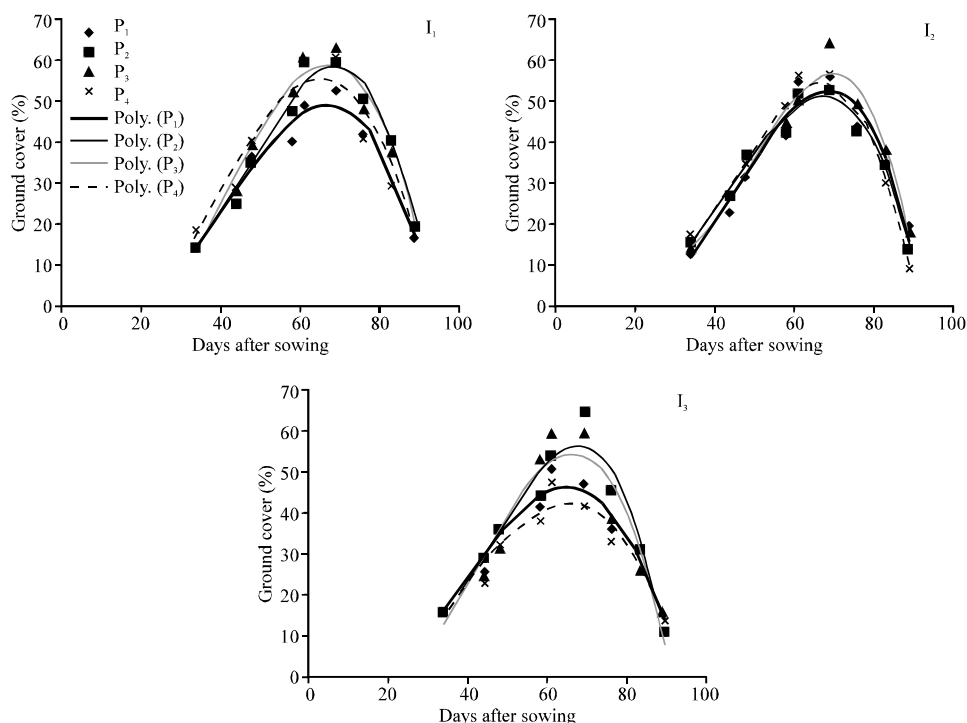 I₁
P₁
P₂
P₃
P₄
Poly. (P₁)
Poly. (P₂)
Poly. (P₃)
Poly. (P₄)
Ground cover (%)
70
60
50
40
30
20
10
0
0 20 40 60 80 100
Days after sowing
I₂
Ground cover (%)
70
60
50
40
30
20
10
0
0 20 40 60 80 100
Days after sowing
I₃
Ground cover (%)
70
60
50
40
30
20
10
0
0 20 40 60 80 100
Days after sowing